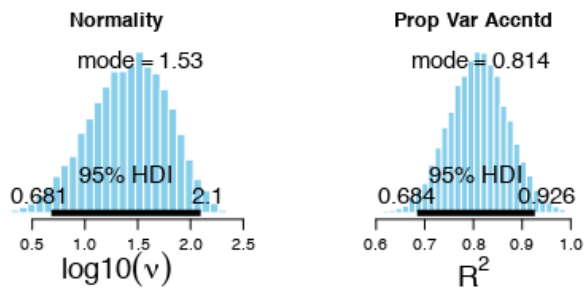 Normality
mode = 1.53
95% HDI
0.681 2.1
0.5 1.0 1.5 2.0 2.5
log10(ν)
Prop Var Accntd
mode = 0.814
95% HDI
0.684 0.926
0.6 0.7 0.8 0.9 1.0
R²